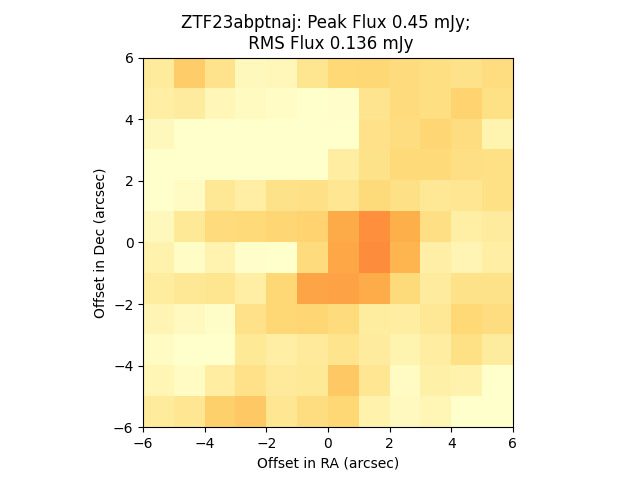 ZTF23abptnaj: Peak Flux 0.45 mJy;
RMS Flux 0.136 mJy
6
4
2
0
−2
−4
−6
Offset in Dec (arcsec)
−6 −4 −2 0 2 4 6
Offset in RA (arcsec)